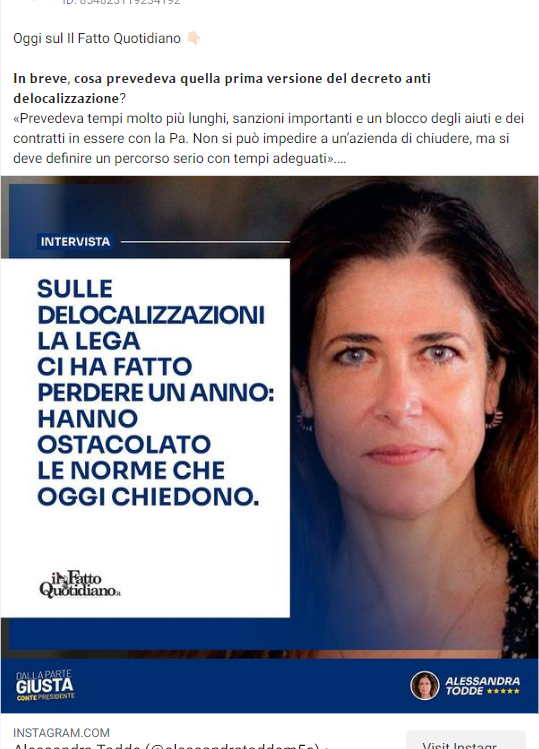 Oggi sul Il Fatto Quotidiano 👇🏻
In breve, cosa prevedeva quella prima versione del decreto anti
delocalizzazione?
«Prevedeva tempi molto più lunghi, sanzioni importanti e un blocco degli aiuti e dei
contratti in essere con la Pa. Non si può impedire a un’azienda di chiudere, ma si
deve definire un percorso serio con tempi adeguati»....
INTERVISTA
SULLE
DELOCALIZZAZIONI
LA LEGA
CI HA FATTO
PERDERE UN ANNO:
HANNO
OSTACOLATO
LE NORME CHE
OGGI CHIEDONO.
il Fatto
Quotidiano.it
DALLA PARTE
GIUSTA
CONTE PRESIDENTE
ALESSANDRA
TODDE ★★★★★
INSTAGRAM.COM
Visit Instagr